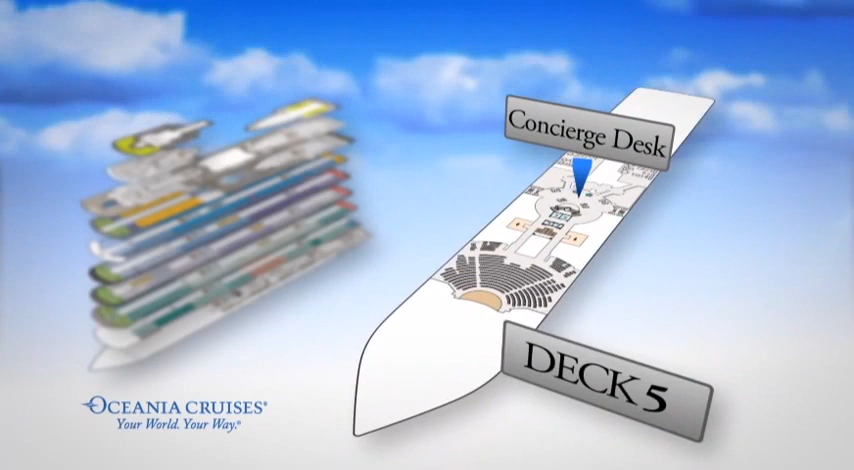 Concierge Desk
DECK 5
OCEANIA CRUISES®
Your World. Your Way.®